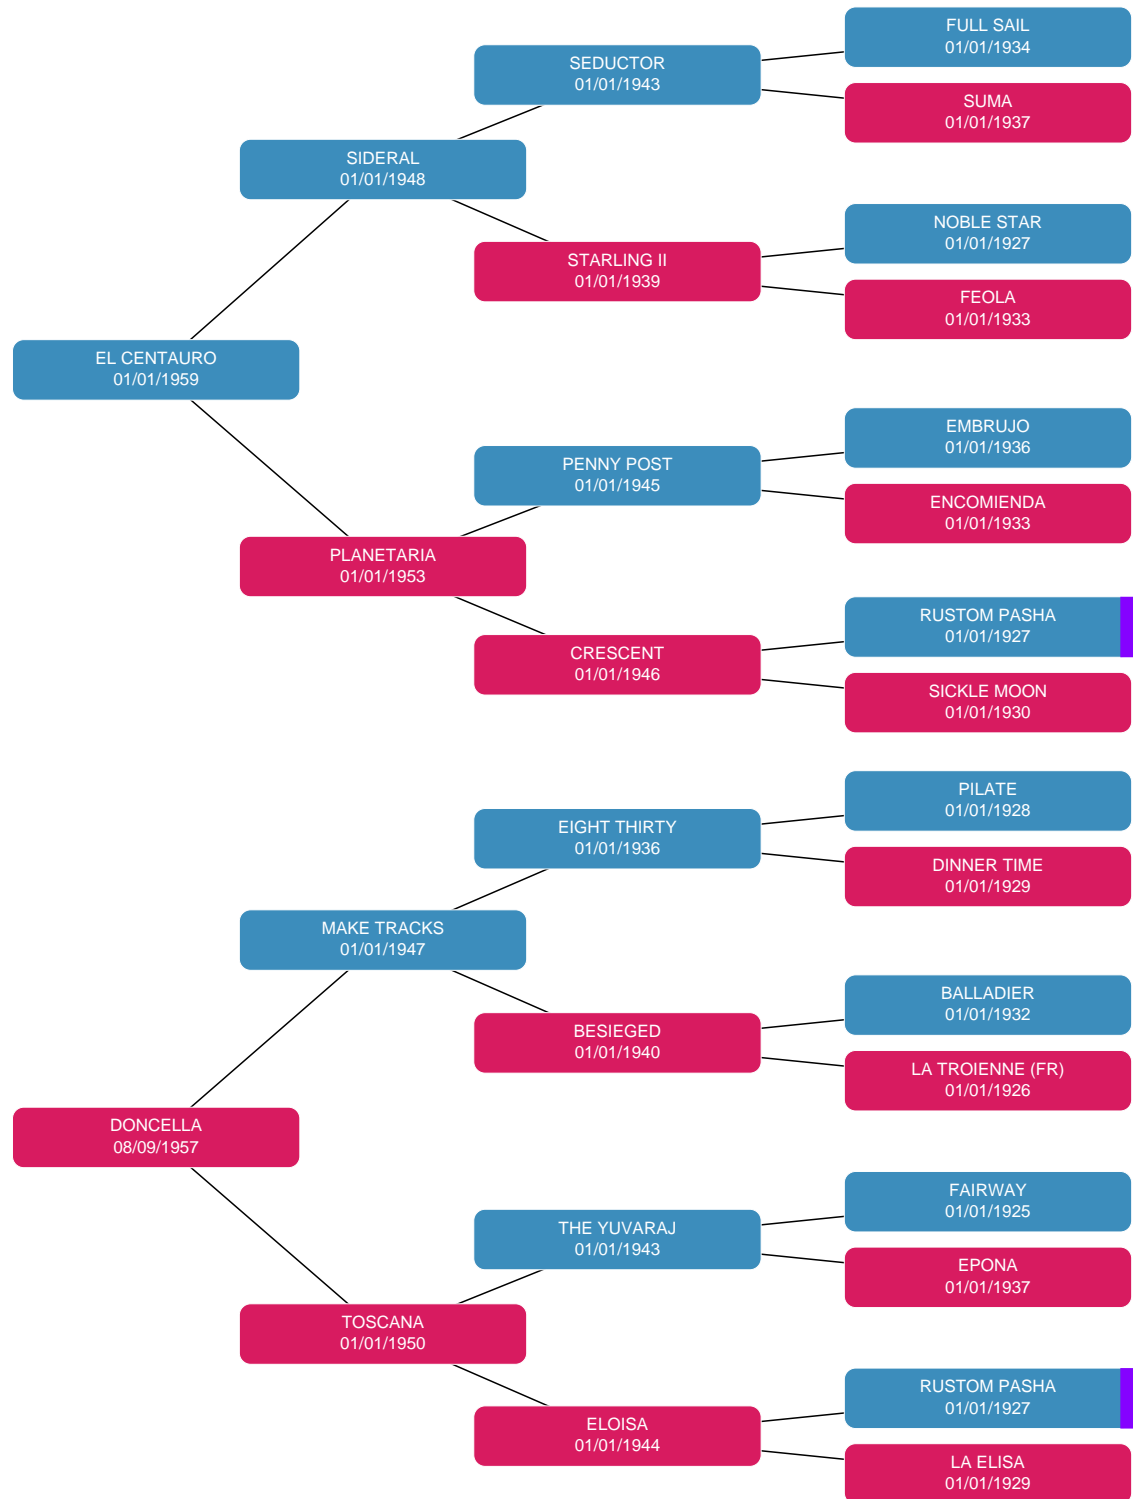 FULL SAIL
01/01/1934
SEDUCTOR
01/01/1943
SUMA
01/01/1937
SIDERAL
01/01/1948
NOBLE STAR
01/01/1927
STARLING II
01/01/1939
FEOLA
01/01/1933
EL CENTAURO
01/01/1959
EMBRUJO
01/01/1936
PENNY POST
01/01/1945
ENCOMIENDA
01/01/1933
PLANETARIA
01/01/1953
RUSTOM PASHA
01/01/1927
CRESCENT
01/01/1946
SICKLE MOON
01/01/1930
PILATE
01/01/1928
EIGHT THIRTY
01/01/1936
DINNER TIME
01/01/1929
MAKE TRACKS
01/01/1947
BALLADIER
01/01/1932
BESIEGED
01/01/1940
LA TROIENNE (FR)
01/01/1926
DONCELLA
08/09/1957
FAIRWAY
01/01/1925
THE YUVARAJ
01/01/1943
EPONA
01/01/1937
TOSCANA
01/01/1950
RUSTOM PASHA
01/01/1927
ELOISA
01/01/1944
LA ELISA
01/01/1929